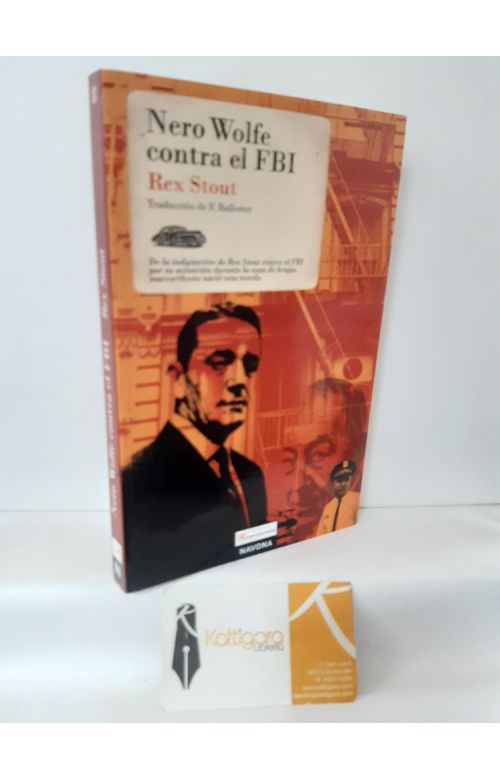 Nero Wolfe
contra el FBI
Rex Stout
Traducción de F. Ballester
De la indignación de Rex Stout contra el FBI
por su actuación durante la caza de brujas
maccarthysta nació esta novela
NAVONA
Nero Wolfe contra el FBI Rex Stout
NAVONA
K
Kattigara
Librería
K